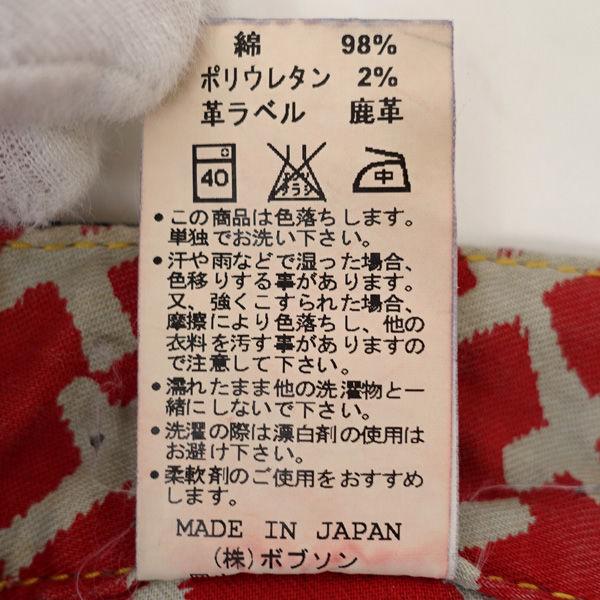 綿 98%
ポリウレタン 2%
革ラベル 鹿革
40 エンソ サラシ 中
•この商品は色落ちします。
単独でお洗い下さい。
•汗や雨などで湿った場合、
色移りする事があります。
又、強くこすられた場合、
摩擦により色落ちし、他の
衣料を汚す事がありますの
で注意して下さい。
•濡れたまま他の洗濯物と一
緒にしないで下さい。
•洗濯の際は漂白剤の使用は
お避け下さい。
•柔軟剤のご使用をおすすめ
します。
MADE IN JAPAN
(株)ボブソン